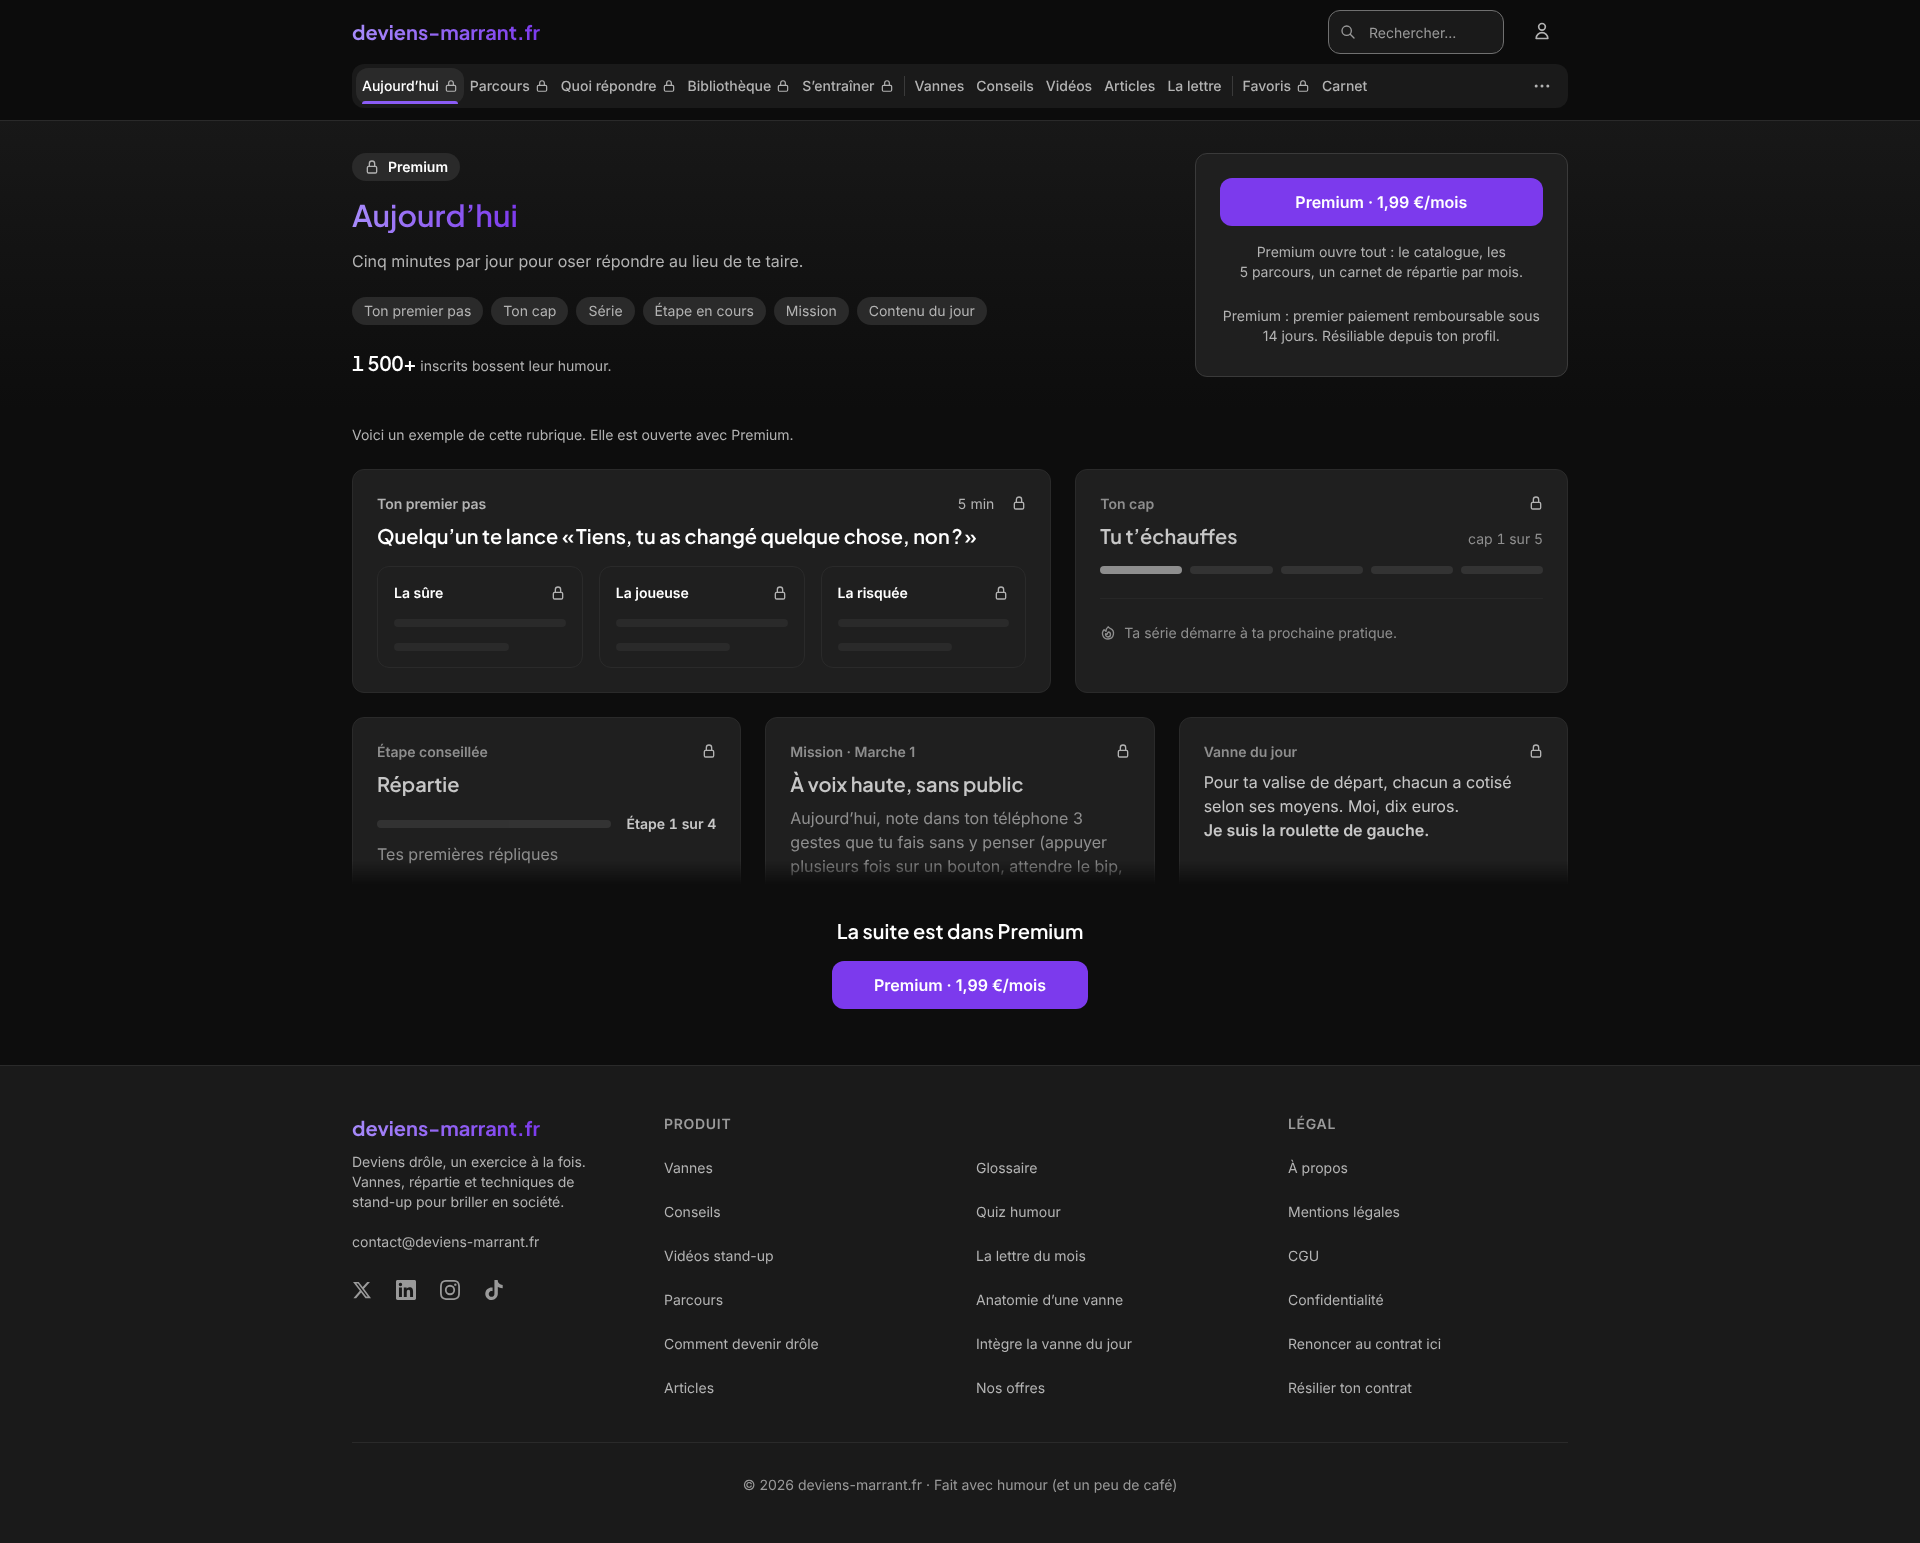 deviens-marrant.fr
Rechercher...
Aujourd’hui Parcours Quoi répondre Bibliothèque S’entraîner Vannes Conseils Vidéos Articles La lettre Favoris Carnet
Premium
Aujourd’hui
Cinq minutes par jour pour oser répondre au lieu de te taire.
Ton premier pas Ton cap Série Étape en cours Mission Contenu du jour
1 500+ inscrits bossent leur humour.
Premium · 1,99 €/mois
Premium ouvre tout : le catalogue, les
5 parcours, un carnet de répartie par mois.
Premium : premier paiement remboursable sous
14 jours. Résiliable depuis ton profil.
Voici un exemple de cette rubrique. Elle est ouverte avec Premium.
Ton premier pas 5 min
Quelqu’un te lance « Tiens, tu as changé quelque chose, non ? »
La sûre
La joueuse
La risquée
Ton cap
Tu t’échauffes cap 1 sur 5
Ta série démarre à ta prochaine pratique.
Étape conseillée
Répartie
Étape 1 sur 4
Tes premières répliques
Mission · Marche 1
À voix haute, sans public
Aujourd’hui, note dans ton téléphone 3
gestes que tu fais sans y penser (appuyer
plusieurs fois sur un bouton, attendre le bip,
Vanne du jour
Pour ta valise de départ, chacun a cotisé
selon ses moyens. Moi, dix euros.
Je suis la roulette de gauche.
La suite est dans Premium
Premium · 1,99 €/mois
deviens-marrant.fr
Deviens drôle, un exercice à la fois.
Vannes, répartie et techniques de
stand-up pour briller en société.
contact@deviens-marrant.fr
PRODUIT
Vannes
Conseils
Vidéos stand-up
Parcours
Comment devenir drôle
Articles
Glossaire
Quiz humour
La lettre du mois
Anatomie d’une vanne
Intègre la vanne du jour
Nos offres
LÉGAL
À propos
Mentions légales
CGU
Confidentialité
Renoncer au contrat ici
Résilier ton contrat
© 2026 deviens-marrant.fr · Fait avec humour (et un peu de café)